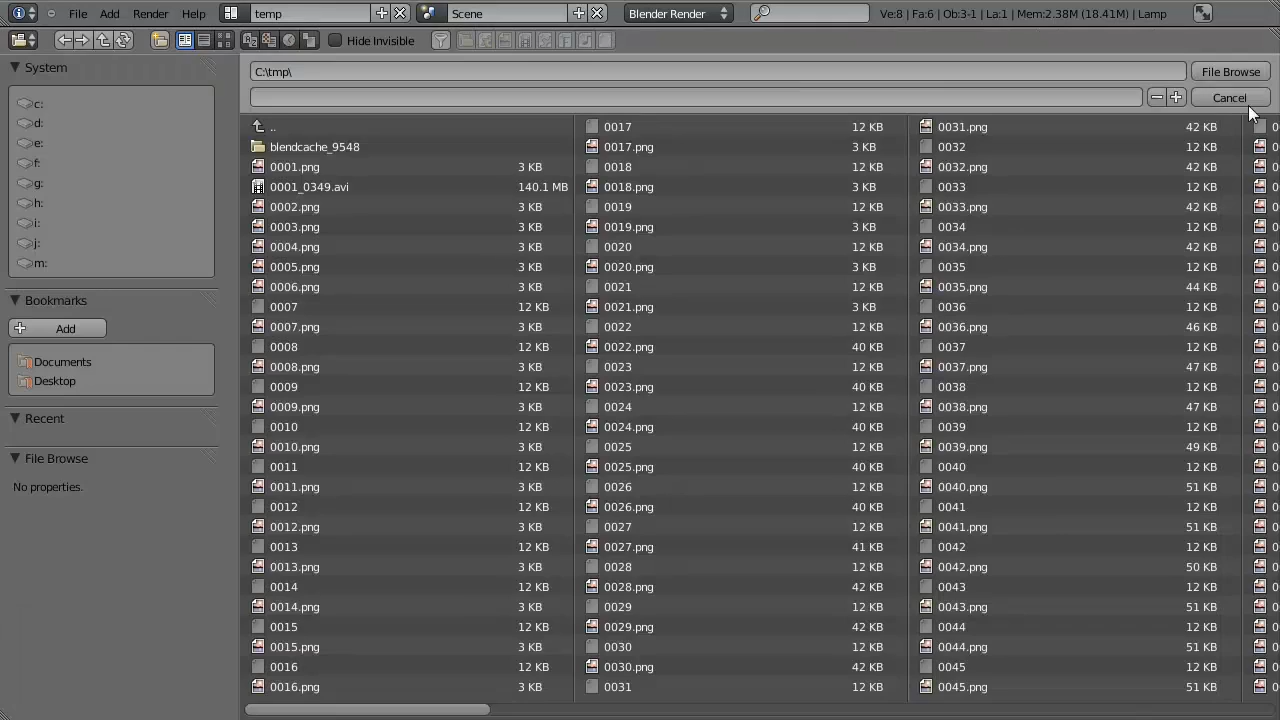 File Add Render Help temp Scene Blender Render Ve:8 | Fa:6 | Ob:3-1 | La:1 | Mem:2.38M (18.41M) | Lamp
Hide Invisible
System
c:
d:
e:
f:
g:
h:
i:
j:
m:
Bookmarks
Add
Documents
Desktop
Recent
File Browse
No properties.
C:\tmp\ File Browse
Cancel
..
blendcache_9548
0001.png 3 KB
0001_0349.avi 140.1 MB
0002.png 3 KB
0003.png 3 KB
0004.png 3 KB
0005.png 3 KB
0006.png 3 KB
0007 12 KB
0007.png 3 KB
0008 12 KB
0008.png 3 KB
0009 12 KB
0009.png 3 KB
0010 12 KB
0010.png 3 KB
0011 12 KB
0011.png 3 KB
0012 12 KB
0012.png 3 KB
0013 12 KB
0013.png 3 KB
0014 12 KB
0014.png 3 KB
0015 12 KB
0015.png 3 KB
0016 12 KB
0016.png 3 KB
0017 12 KB
0017.png 3 KB
0018 12 KB
0018.png 3 KB
0019 12 KB
0019.png 3 KB
0020 12 KB
0020.png 3 KB
0021 12 KB
0021.png 3 KB
0022 12 KB
0022.png 40 KB
0023 12 KB
0023.png 40 KB
0024 12 KB
0024.png 40 KB
0025 12 KB
0025.png 40 KB
0026 12 KB
0026.png 40 KB
0027 12 KB
0027.png 41 KB
0028 12 KB
0028.png 42 KB
0029 12 KB
0029.png 42 KB
0030 12 KB
0030.png 42 KB
0031 12 KB
0031.png 42 KB
0032 12 KB
0032.png 42 KB
0033 12 KB
0033.png 42 KB
0034 12 KB
0034.png 42 KB
0035 12 KB
0035.png 44 KB
0036 12 KB
0036.png 46 KB
0037 12 KB
0037.png 47 KB
0038 12 KB
0038.png 47 KB
0039 12 KB
0039.png 49 KB
0040 12 KB
0040.png 51 KB
0041 12 KB
0041.png 51 KB
0042 12 KB
0042.png 50 KB
0043 12 KB
0043.png 51 KB
0044 12 KB
0044.png 51 KB
0045 12 KB
0045.png 51 KB